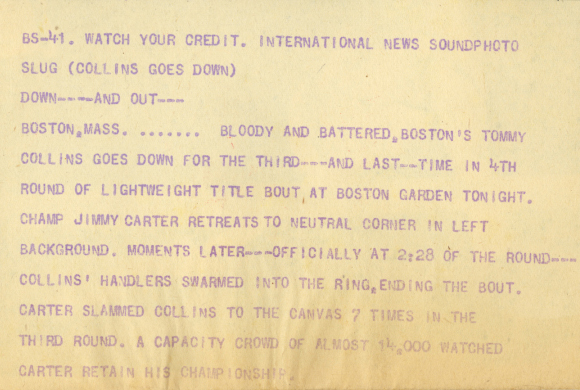 BS-41. WATCH YOUR CREDIT. INTERNATIONAL NEWS SOUNDPHOTO
SLUG (COLLINS GOES DOWN)
DOWN----AND OUT---
BOSTON,MASS. ....... BLOODY AND BATTERED,BOSTON'S TOMMY
COLLINS GOES DOWN FOR THE THIRD---AND LAST--TIME IN 4TH
ROUND OF LIGHTWEIGHT TITLE BOUT AT BOSTON GARDEN TONIGHT.
CHAMP JIMMY CARTER RETREATS TO NEUTRAL CORNER IN LEFT
BACKGROUND. MOMENTS LATER---OFFICIALLY AT 2:28 OF THE ROUND---
COLLINS' HANDLERS SWARMED INTO THE RING,ENDING THE BOUT.
CARTER SLAMMED COLLINS TO THE CANVAS 7 TIMES IN THE
THIRD ROUND. A CAPACITY CROWD OF ALMOST 14,000 WATCHED
CARTER RETAIN HIS CHAMPIONSHIP.